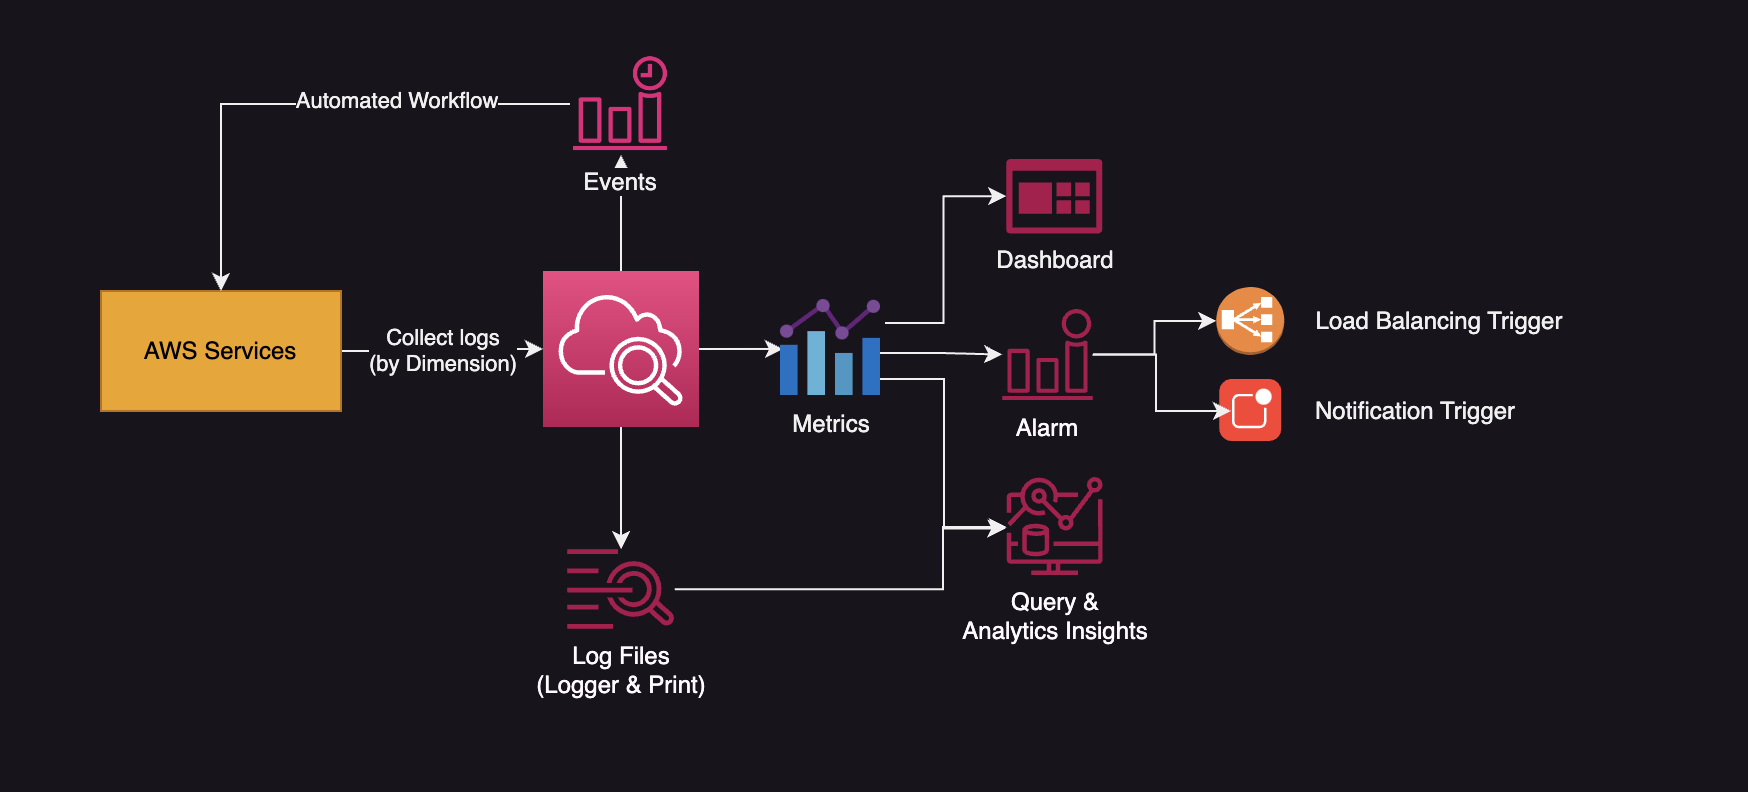 Automated Workflow
Events
AWS Services
Collect logs
(by Dimension)
Metrics
Dashboard
Alarm
Load Balancing Trigger
Notification Trigger
Query &
Analytics Insights
Log Files
(Logger & Print)